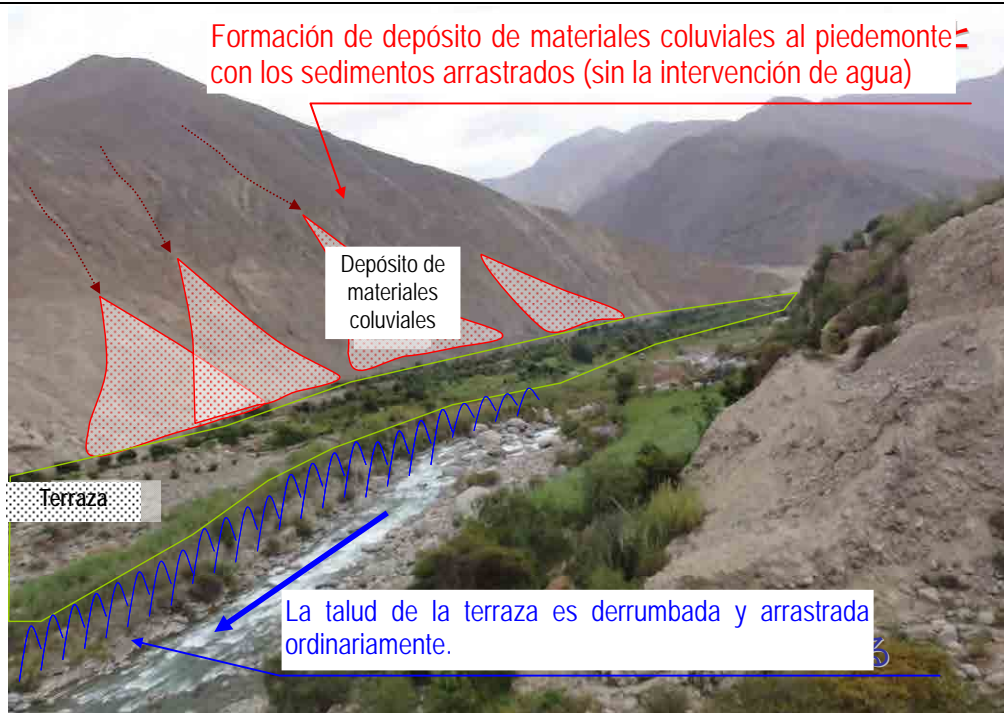 Formación de depósito de materiales coluviales al piedemonte
con los sedimentos arrastrados (sin la intervención de agua)
Depósito de
materiales
coluviales
Terraza
La talud de la terraza es derrumbada y arrastrada
ordinariamente.